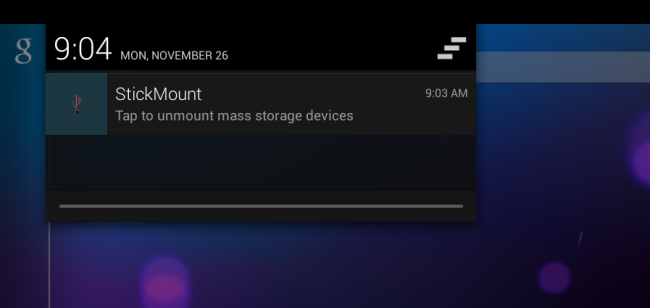 g
9:04 MON, NOVEMBER 26
StickMount 9:03 AM
Tap to unmount mass storage devices